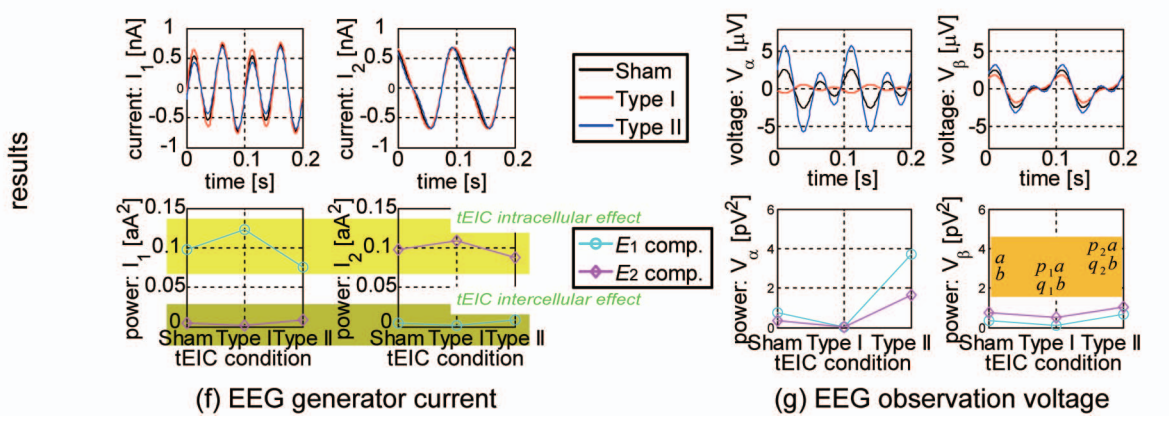 results
current: I1 [nA]
1
0.5
0
-0.5
-1
0 0.1 0.2
time [s]
current: I2 [nA]
1
0.5
0
-0.5
-1
0 0.1 0.2
time [s]
Sham
Type I
Type II
voltage: Vα [μV]
5
0
-5
0 0.1 0.2
time [s]
voltage: Vβ [μV]
5
0
-5
0 0.1 0.2
time [s]
power: I1 [aA²]
0.15
0.1
0.05
0
Sham Type I Type II
tEIC condition
power: I2 [aA²]
0.15
0.1
0.05
0
Sham Type I Type II
tEIC condition
tEIC intracellular effect
tEIC intercellular effect
E1 comp.
E2 comp.
power: Vα [pV²]
6
4
2
0
Sham Type I Type II
tEIC condition
power: Vβ [pV²]
6
4
2
0
a
b
p1a
q1b
p2a
q2b
Sham Type I Type II
tEIC condition
(f) EEG generator current
(g) EEG observation voltage